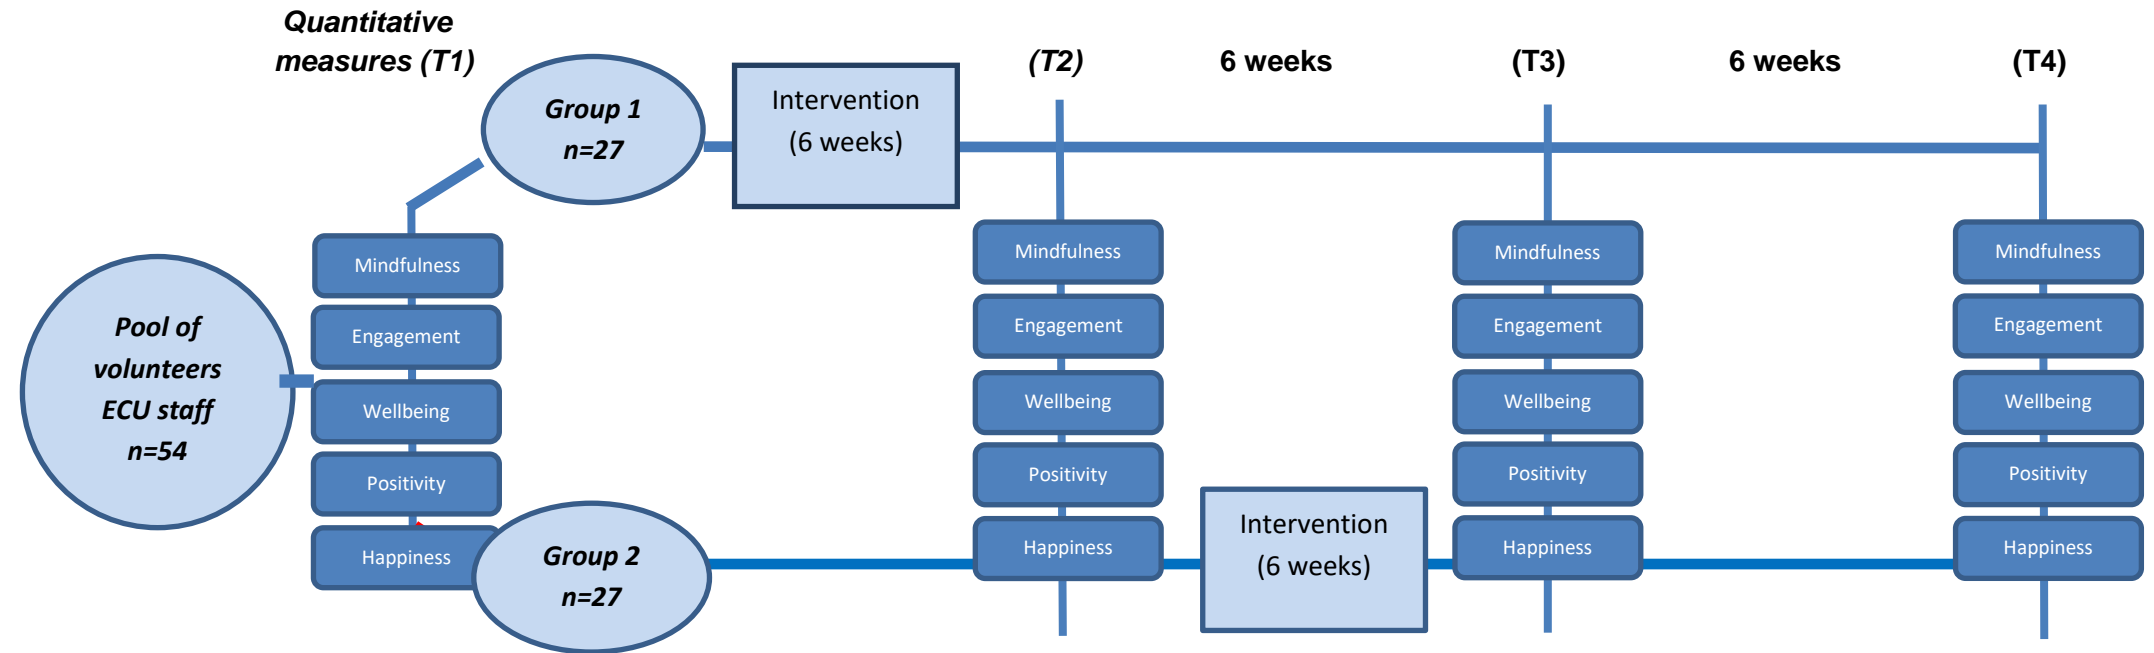 Quantitative
measures (T1)
(T2)
6 weeks
(T3)
6 weeks
(T4)
Group 1
n=27
Intervention
(6 weeks)
Pool of
volunteers
ECU staff
n=54
Mindfulness
Engagement
Wellbeing
Positivity
Happiness
Group 2
n=27
Mindfulness
Engagement
Wellbeing
Positivity
Happiness
Intervention
(6 weeks)
Mindfulness
Engagement
Wellbeing
Positivity
Happiness
Mindfulness
Engagement
Wellbeing
Positivity
Happiness